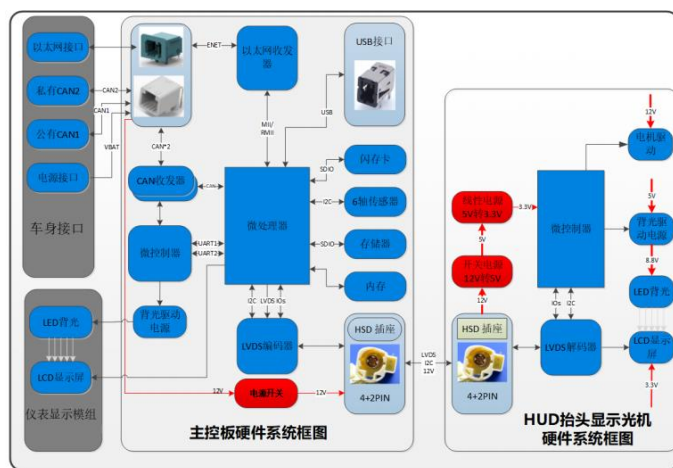 以太网接口
私有CAN2
公有CAN1
电源接口
车身接口
ENET
CAN2
CAN1
VBAT
CAN*2
以太网收发器
USB接口
MII/
RMII
USB
CAN收发器
CAN
微控制器
UART1
UART2
微处理器
SDIO
闪存卡
I2C
6轴传感器
SDIO
存储器
内存
背光驱动电源
I2C
LVDS
IOs
LVDS编码器
HSD 插座
4+2PIN
12V
电源开关
12V
主控板硬件系统框图
LED背光
LCD显示屏
仪表显示模组
LVDS
I2C
12V
线性电源
5V转3.3V
3.3V
5V
开关电源
12V转5V
12V
HSD 插座
4+2PIN
微控制器
IOs
I2C
LVDS解码器
12V
电机驱动
5V
背光驱动电源
8.8V
LED背光
LCD显示屏
3.3V
HUD抬头显示光机
硬件系统框图